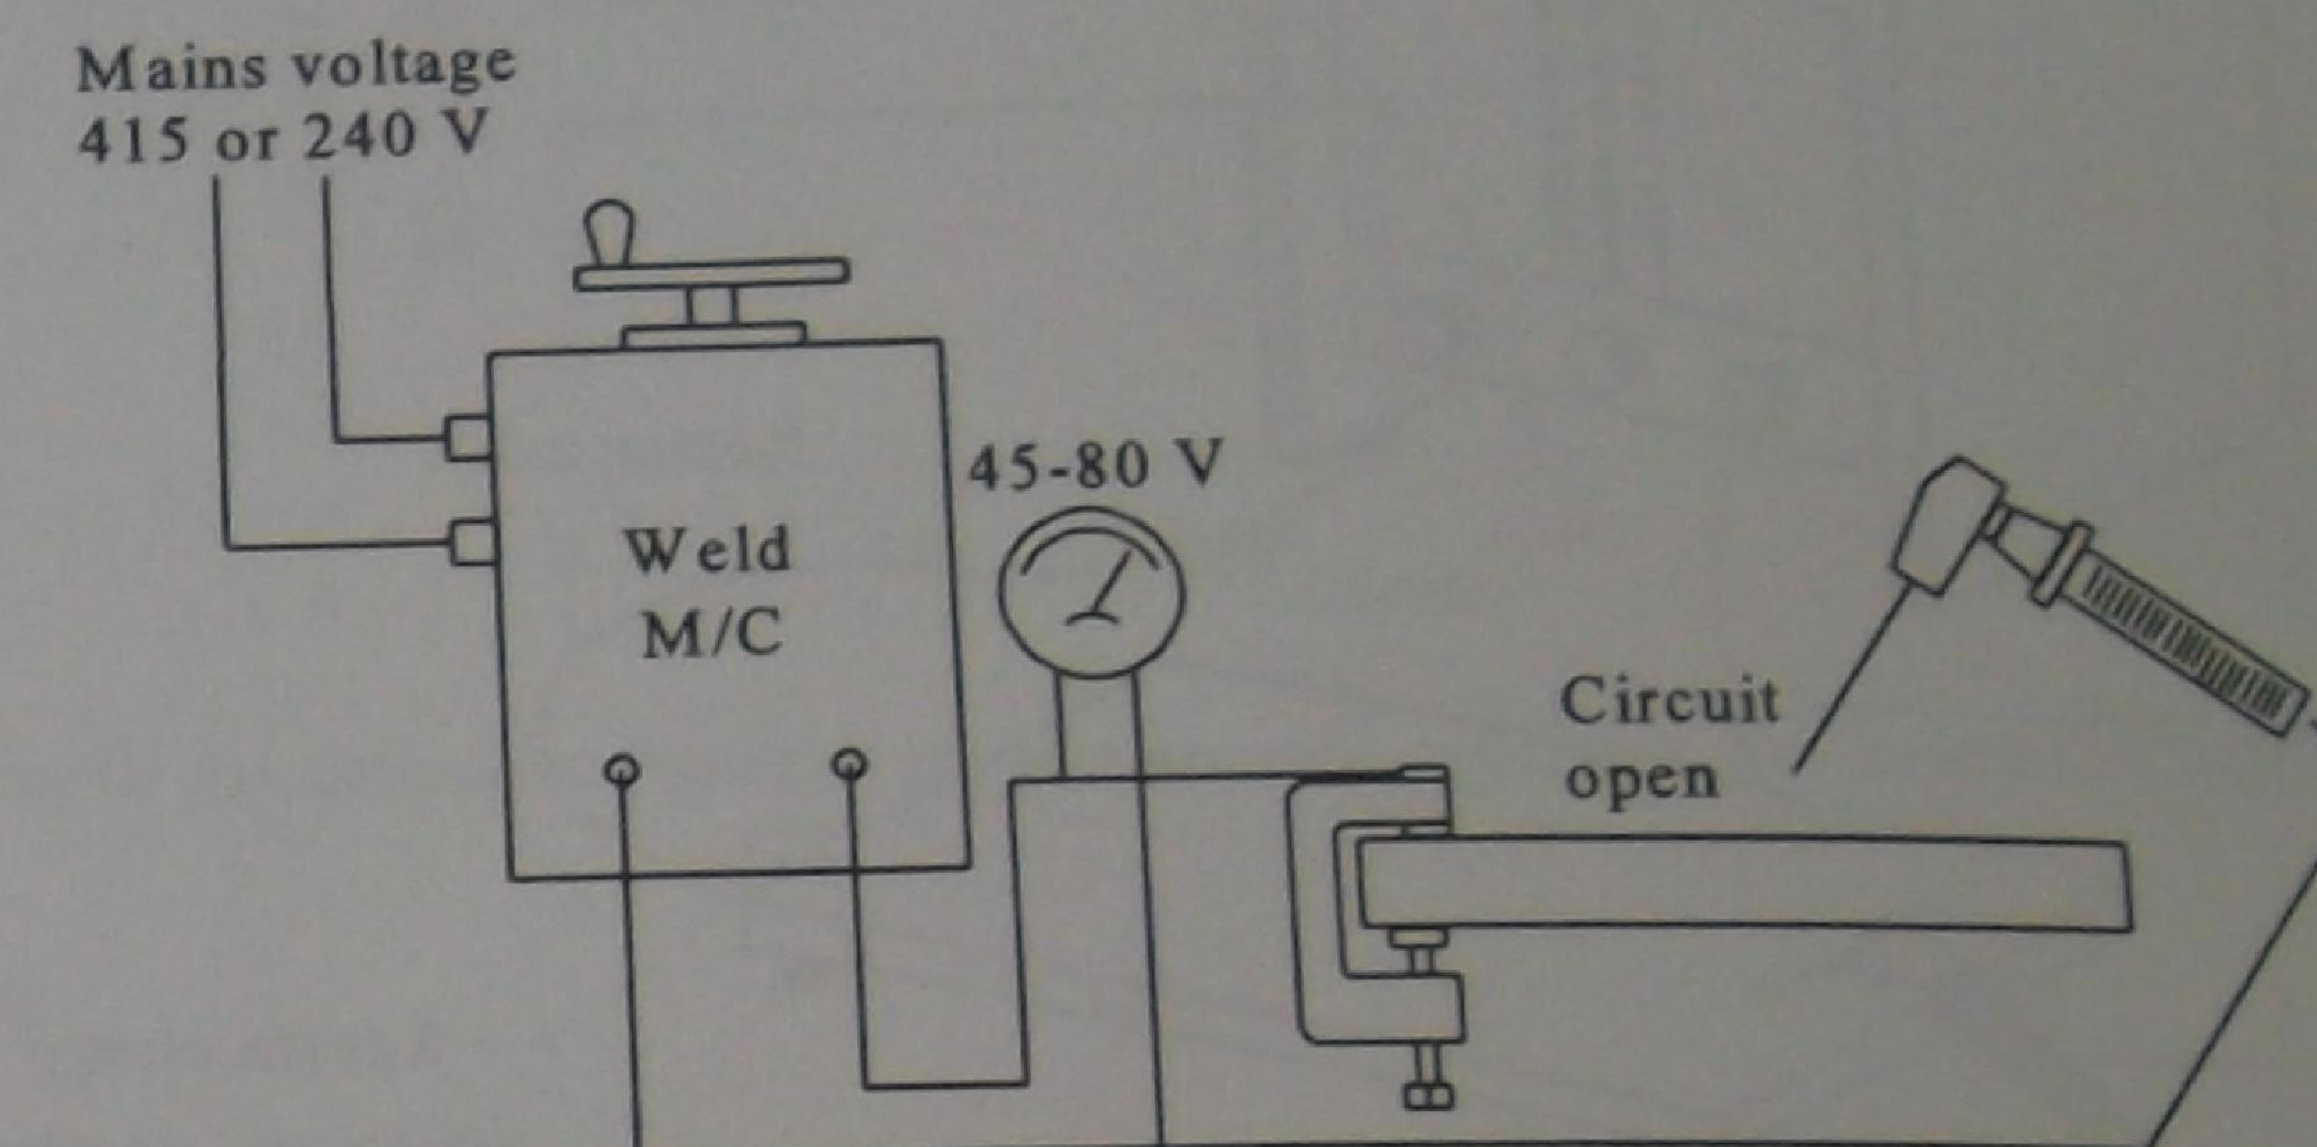 Mains voltage
415 or 240 V
45-80 V
Weld
M/C
Circuit
open